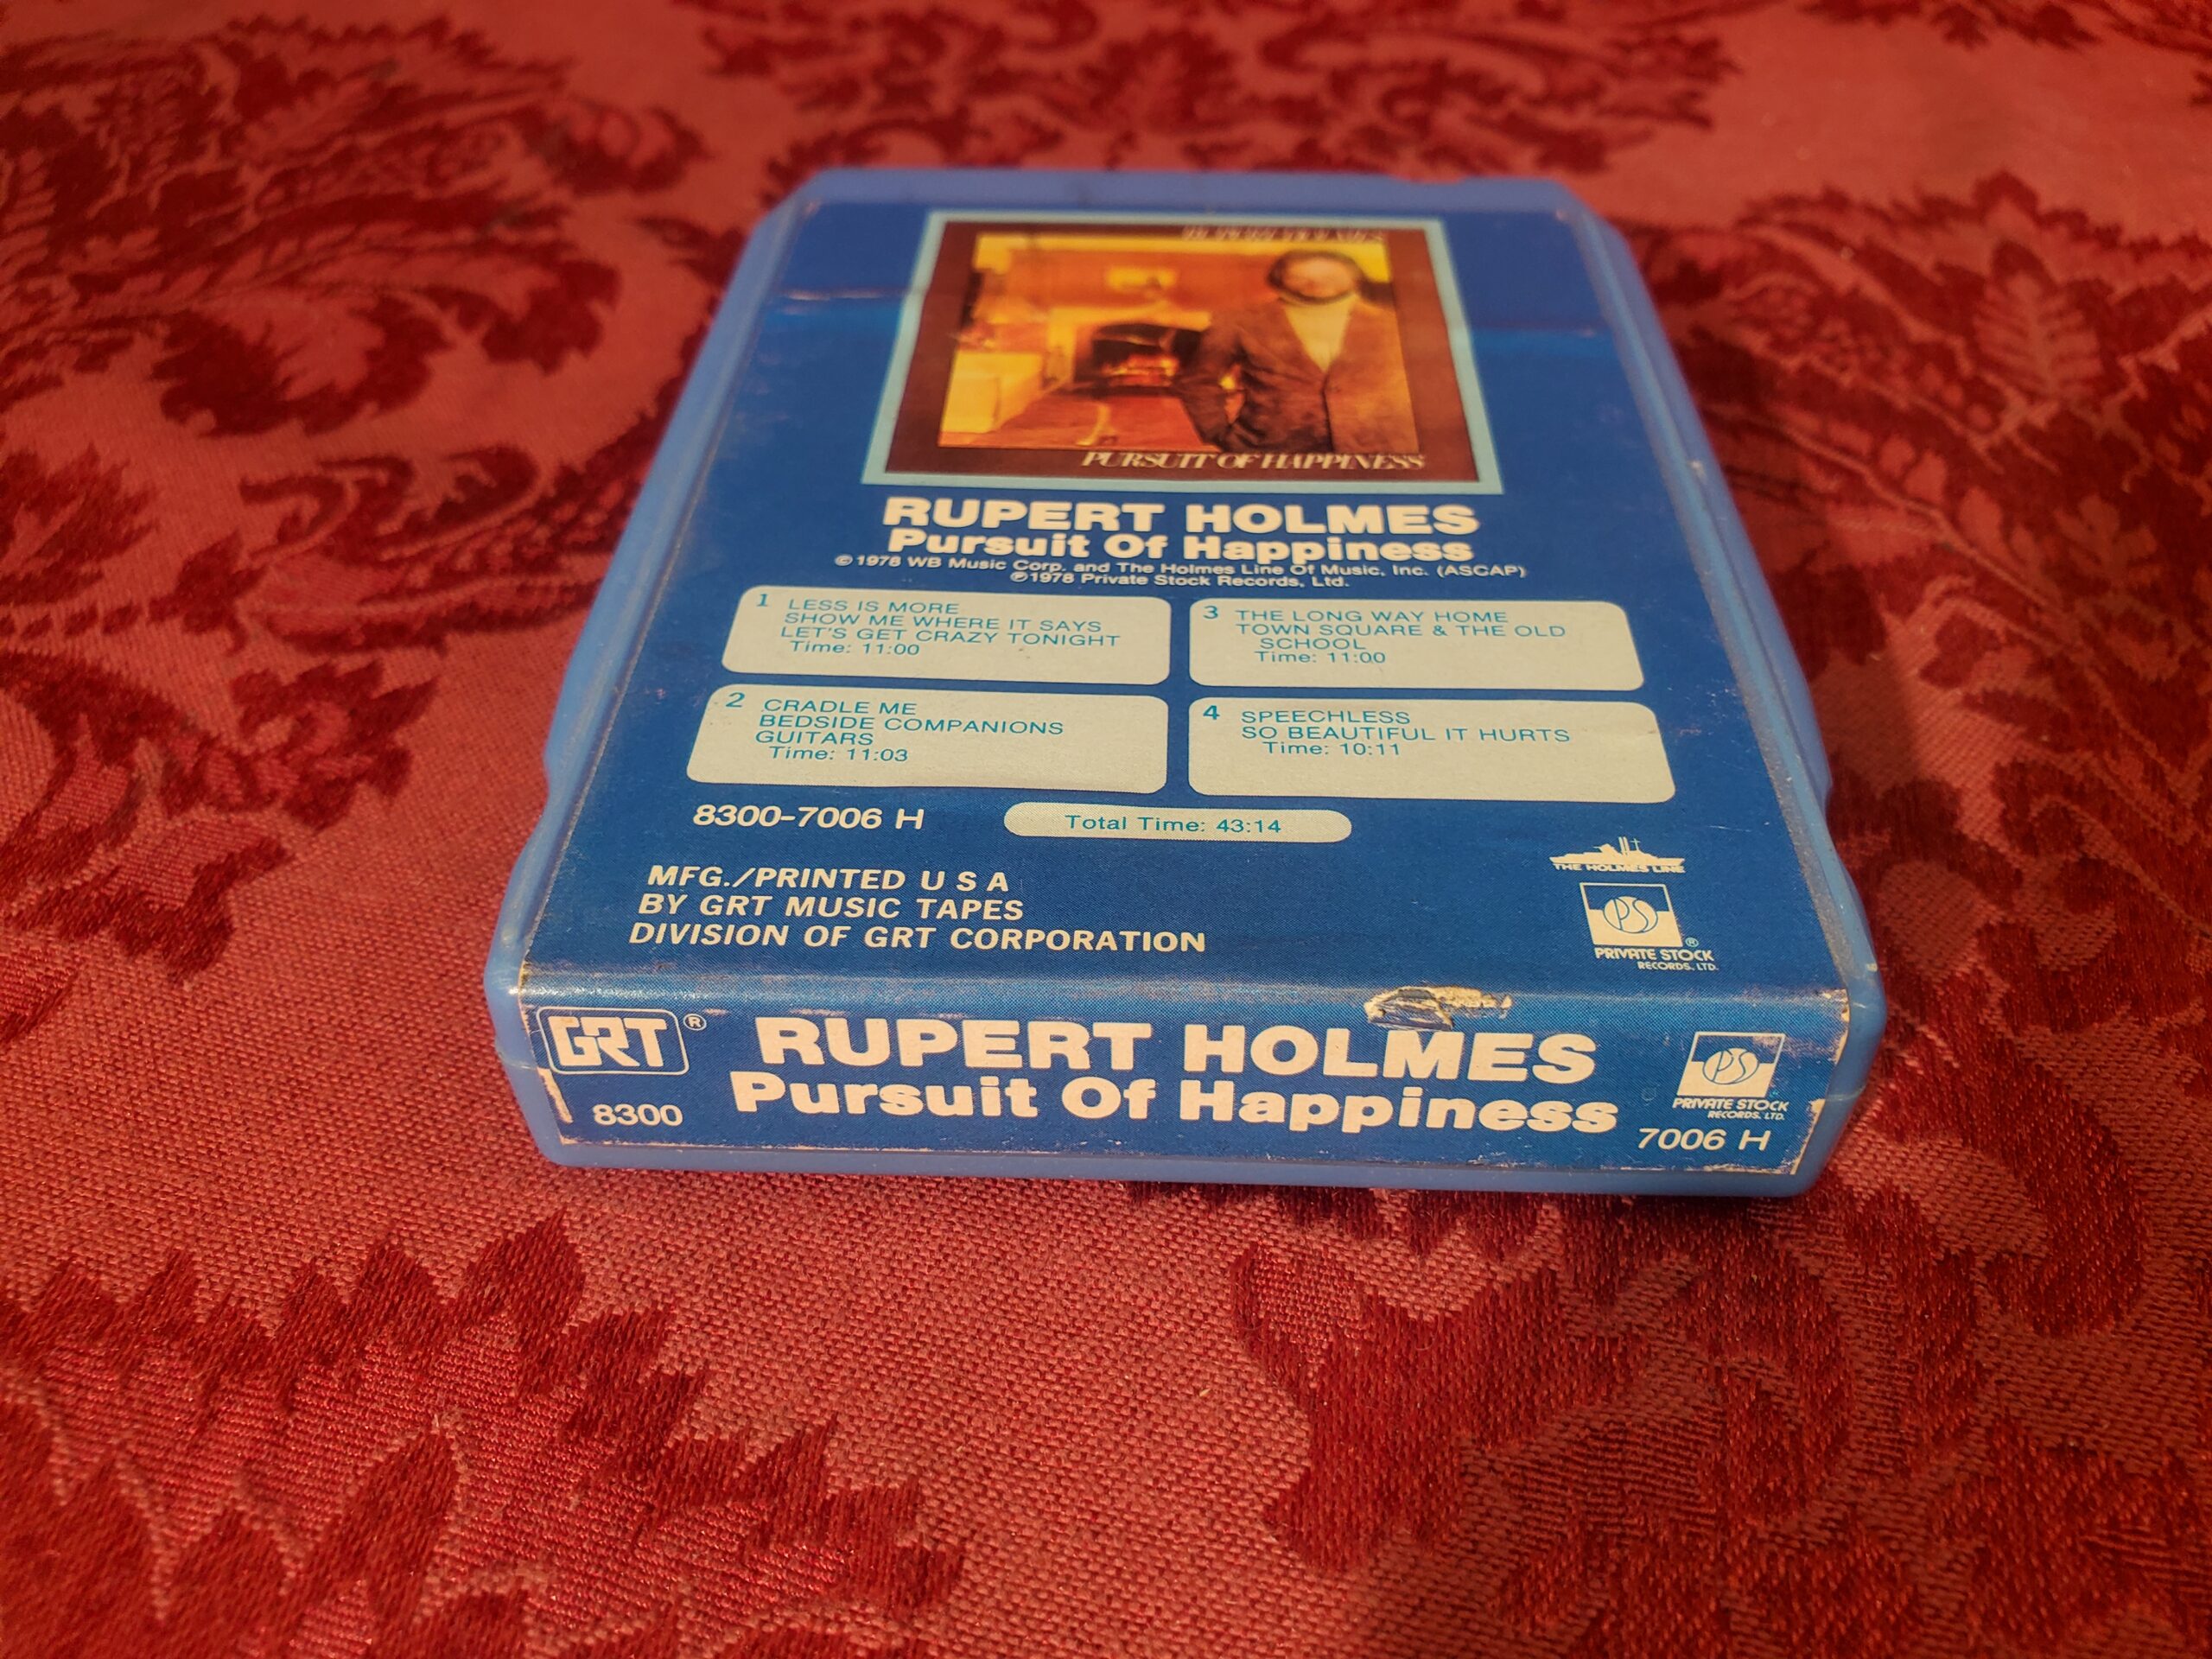 PURSUIT OF HAPPINESS
RUPERT HOLMES
Pursuit Of Happiness
©1978 WB Music Corp. and The Holmes Line Of Music, Inc. (ASCAP)
℗1978 Private Stock Records, Ltd.
1 LESS IS MORE
SHOW ME WHERE IT SAYS
LET'S GET CRAZY TONIGHT
Time: 11:00
2 CRADLE ME
BEDSIDE COMPANIONS
GUITARS
Time: 11:03
3 THE LONG WAY HOME
TOWN SQUARE & THE OLD
SCHOOL
Time: 11:00
4 SPEECHLESS
SO BEAUTIFUL IT HURTS
Time: 10:11
8300-7006 H
Total Time: 43:14
MFG./PRINTED U S A
BY GRT MUSIC TAPES
DIVISION OF GRT CORPORATION
THE HOLMES LINE
PS
PRIVATE STOCK®
RECORDS, LTD.
GRT®
8300
RUPERT HOLMES
Pursuit Of Happiness
PS
PRIVATE STOCK
RECORDS, LTD.
7006 H